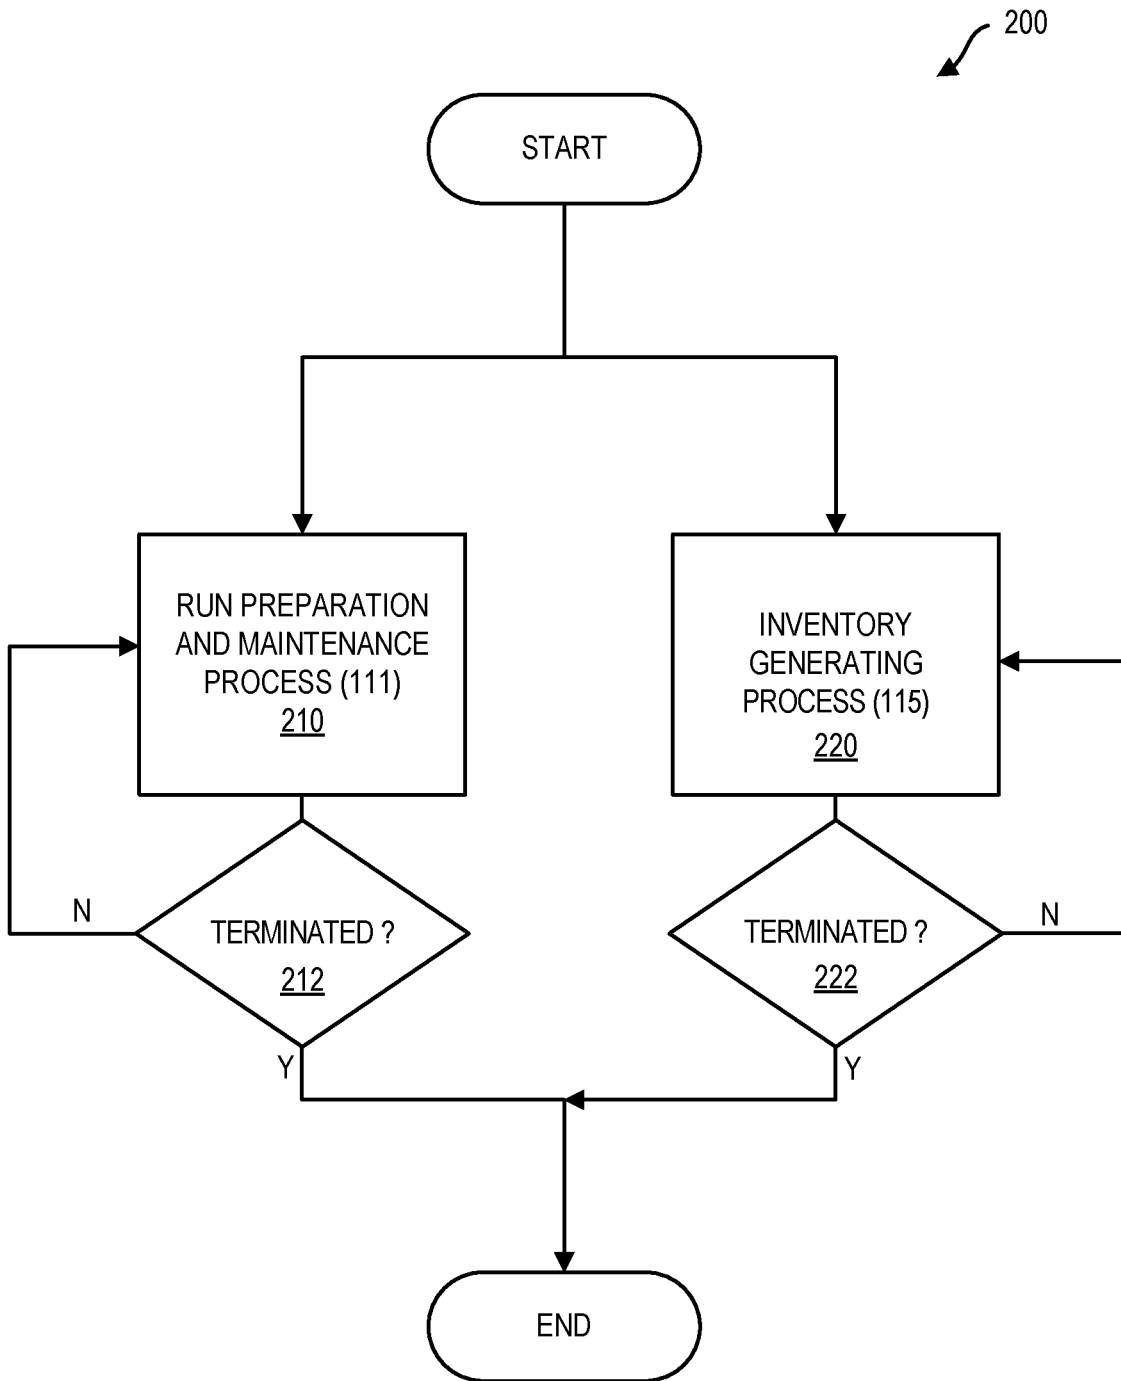 200
START
RUN PREPARATION
AND MAINTENANCE
PROCESS (111)
210
INVENTORY
GENERATING
PROCESS (115)
220
N
TERMINATED ?
212
Y
TERMINATED ?
222
N
Y
END